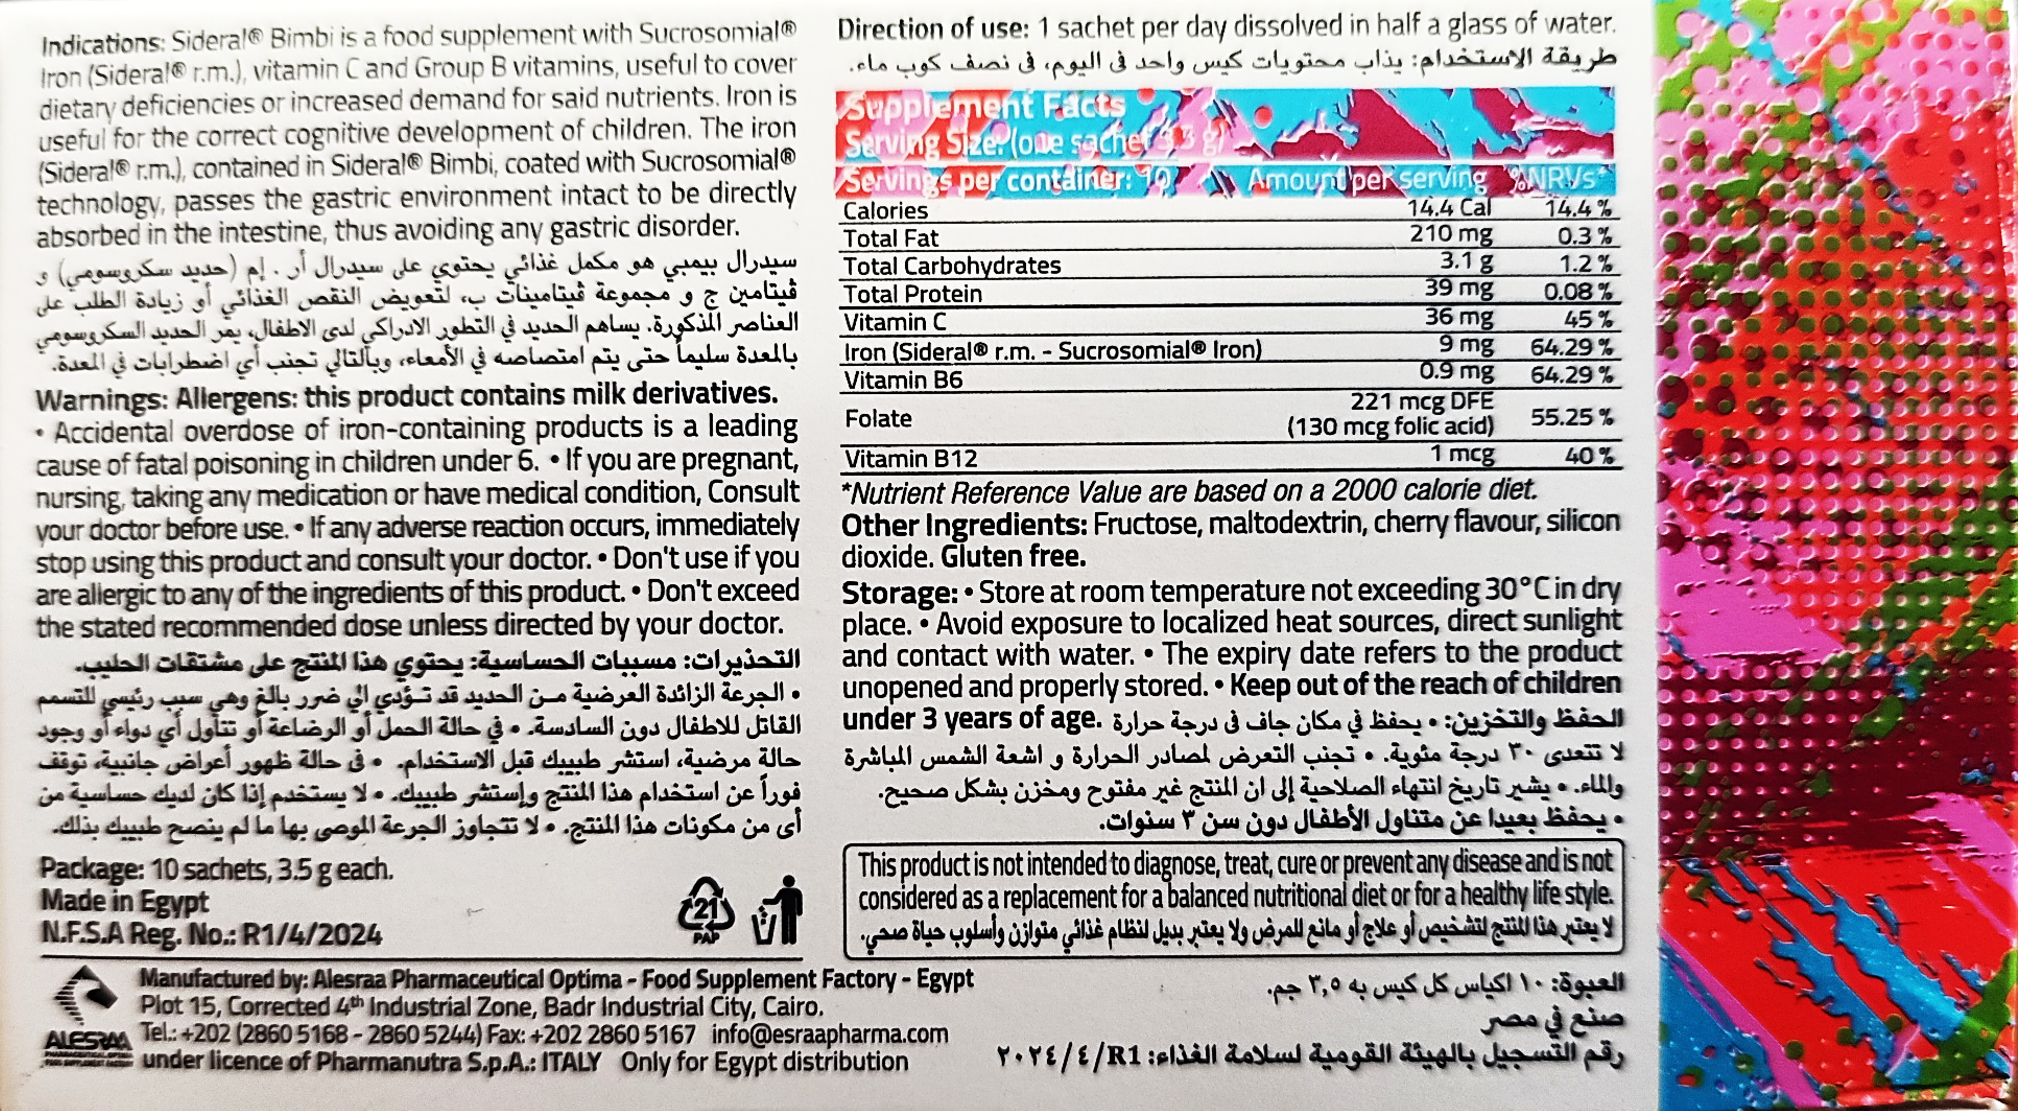 Indications: Sideral® Bimbi is a food supplement with Sucrosomial®
Iron (Sideral® r.m.), vitamin C and Group B vitamins, useful to cover
dietary deficiencies or increased demand for said nutrients. Iron is
useful for the correct cognitive development of children. The iron
(Sideral® r.m.), contained in Sideral® Bimbi, coated with Sucrosomial®
technology, passes the gastric environment intact to be directly
absorbed in the intestine, thus avoiding any gastric disorder.
سيدرال بيمبي هو مكمل غذائي يحتوي على سيدرال أر . إم (حديد سكروسومي) و
ڤيتامين ج و مجموعة ڤيتامينات ب، لتعويض النقص الغذائي أو زيادة الطلب على
العناصر المذكورة. يساهم الحديد في التطور الادراكي لدى الاطفال، يمر الحديد السكروسومي
بالمعدة سليماً حتى يتم امتصاصه في الأمعاء، وبالتالي تجنب أي اضطرابات في المعدة.
Warnings: Allergens: this product contains milk derivatives.
• Accidental overdose of iron-containing products is a leading
cause of fatal poisoning in children under 6. • If you are pregnant,
nursing, taking any medication or have medical condition, Consult
your doctor before use. • If any adverse reaction occurs, immediately
stop using this product and consult your doctor. • Don't use if you
are allergic to any of the ingredients of this product. • Don't exceed
the stated recommended dose unless directed by your doctor.
التحذيرات: مسببات الحساسية: يحتوي هذا المنتج على مشتقات الحليب.
• الجرعة الزائدة العرضية مـن الحديد قد تـؤدي الي ضرر بالغ وهي سبب رئيسي للتسمم
القاتل للاطفال دون السادسة. • في حالة الحمل أو الرضاعة أو تناول أي دواء أو وجود
حالة مرضية، استشر طبيبك قبل الاستخدام. • فى حالة ظهور أعراض جانبية، توقف
فوراً عن استخدام هذا المنتج وإستشر طبيبك. • لا يستخدم إذا كان لديك حساسية من
أى من مكونات هذا المنتج. • لا تتجاوز الجرعة الموصى بها ما لم ينصح طبيبك بذلك.
Package: 10 sachets, 3.5 g each.
Made in Egypt
N.F.S.A Reg. No.: R1/4/2024
21
PAP
Manufactured by: Alesraa Pharmaceutical Optima - Food Supplement Factory - Egypt
Plot 15, Corrected 4th Industrial Zone, Badr Industrial City, Cairo.
Tel.: +202 (2860 5168 - 2860 5244) Fax: +202 2860 5167 info@esraapharma.com
under licence of Pharmanutra S.p.A.: ITALY Only for Egypt distribution
ALESRAA
Direction of use: 1 sachet per day dissolved in half a glass of water.
طريقة الاستخدام: يذاب محتويات كيس واحد فى اليوم، فى نصف كوب ماء.
Supplement Facts
Serving Size: (one sachet 3.5 g)
Servings per container: 10 Amount per serving %NRVs*
Calories 14.4 Cal 14.4 %
Total Fat 210 mg 0.3 %
Total Carbohydrates 3.1 g 1.2 %
Total Protein 39 mg 0.08 %
Vitamin C 36 mg 45 %
Iron (Sideral® r.m. - Sucrosomial® Iron) 9 mg 64.29 %
Vitamin B6 0.9 mg 64.29 %
Folate 221 mcg DFE (130 mcg folic acid) 55.25 %
Vitamin B12 1 mcg 40 %
*Nutrient Reference Value are based on a 2000 calorie diet.
Other Ingredients: Fructose, maltodextrin, cherry flavour, silicon
dioxide. Gluten free.
Storage: • Store at room temperature not exceeding 30°C in dry
place. • Avoid exposure to localized heat sources, direct sunlight
and contact with water. • The expiry date refers to the product
unopened and properly stored. • Keep out of the reach of children
under 3 years of age. الحفظ والتخزين: • يحفظ في مكان جاف فى درجة حرارة
لا تتعدى ٣٠ درجة مئوية. • تجنب التعرض لمصادر الحرارة و اشعة الشمس المباشرة
والماء. • يشير تاريخ انتهاء الصلاحية إلى ان المنتج غير مفتوح ومخزن بشكل صحيح.
• يحفظ بعيدا عن متناول الأطفال دون سن ٣ سنوات.
This product is not intended to diagnose, treat, cure or prevent any disease and is not
considered as a replacement for a balanced nutritional diet or for a healthy life style.
لا يعتبر هذا المنتج لتشخيص أو علاج أو مانع للمرض ولا يعتبر بديل لنظام غذائي متوازن وأسلوب حياة صحي.
العبوة: ١٠ اكياس كل كيس به ٣,٥ جم.
صنع في مصر
رقم التسجيل بالهيئة القومية لسلامة الغذاء: R1/٤/٢٠٢٤